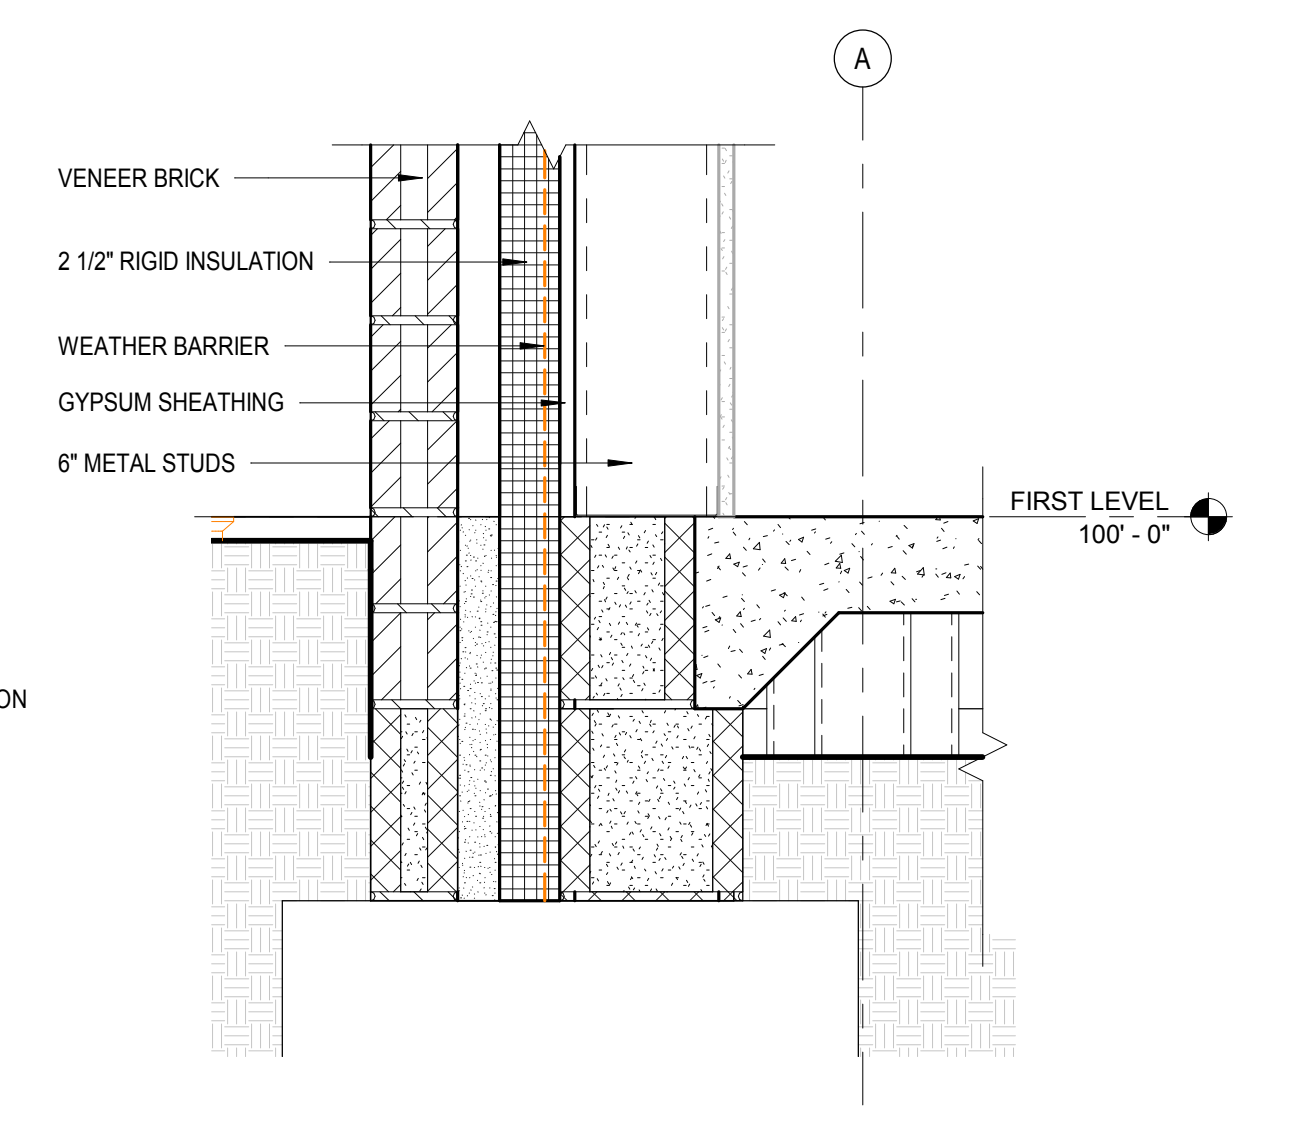 A
VENEER BRICK
2 1/2" RIGID INSULATION
WEATHER BARRIER
GYPSUM SHEATHING
6" METAL STUDS
FIRST LEVEL
100' - 0"
ON